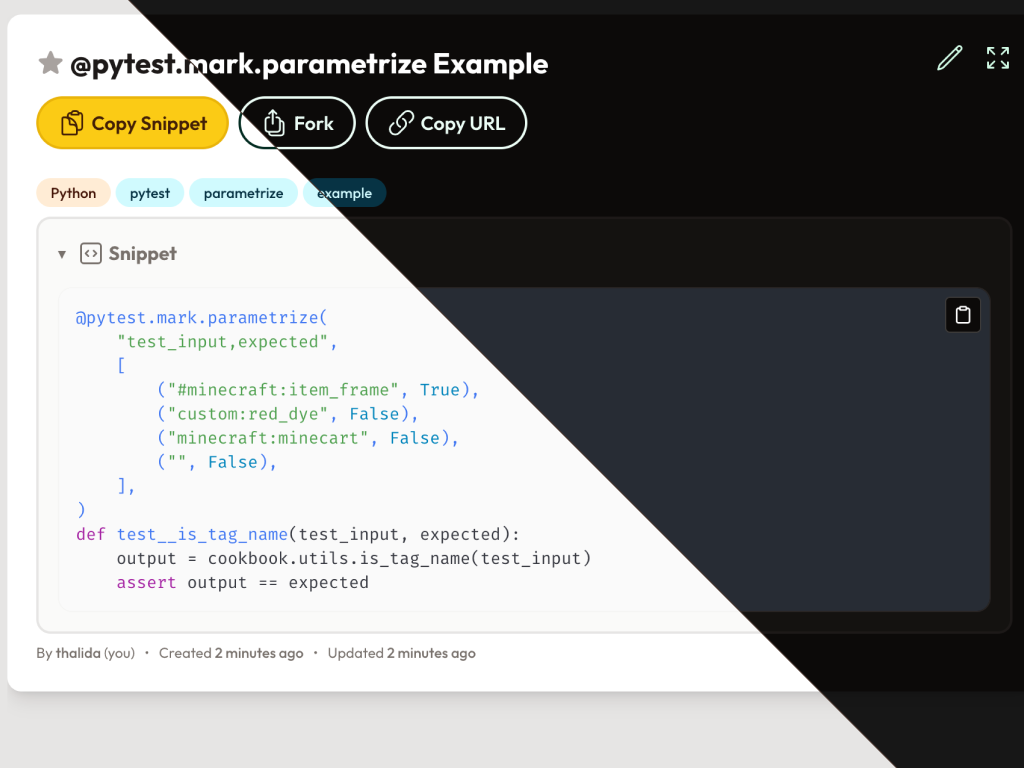 @pytest.mark.parametrize Example
Copy Snippet Fork Copy URL
Python pytest parametrize example
Snippet
@pytest.mark.parametrize(
    "test_input,expected",
    [
        ("#minecraft:item_frame", True),
        ("custom:red_dye", False),
        ("minecraft:minecart", False),
        ("", False),
    ],
)
def test__is_tag_name(test_input, expected):
    output = cookbook.utils.is_tag_name(test_input)
    assert output == expected
By thalida (you) • Created 2 minutes ago • Updated 2 minutes ago